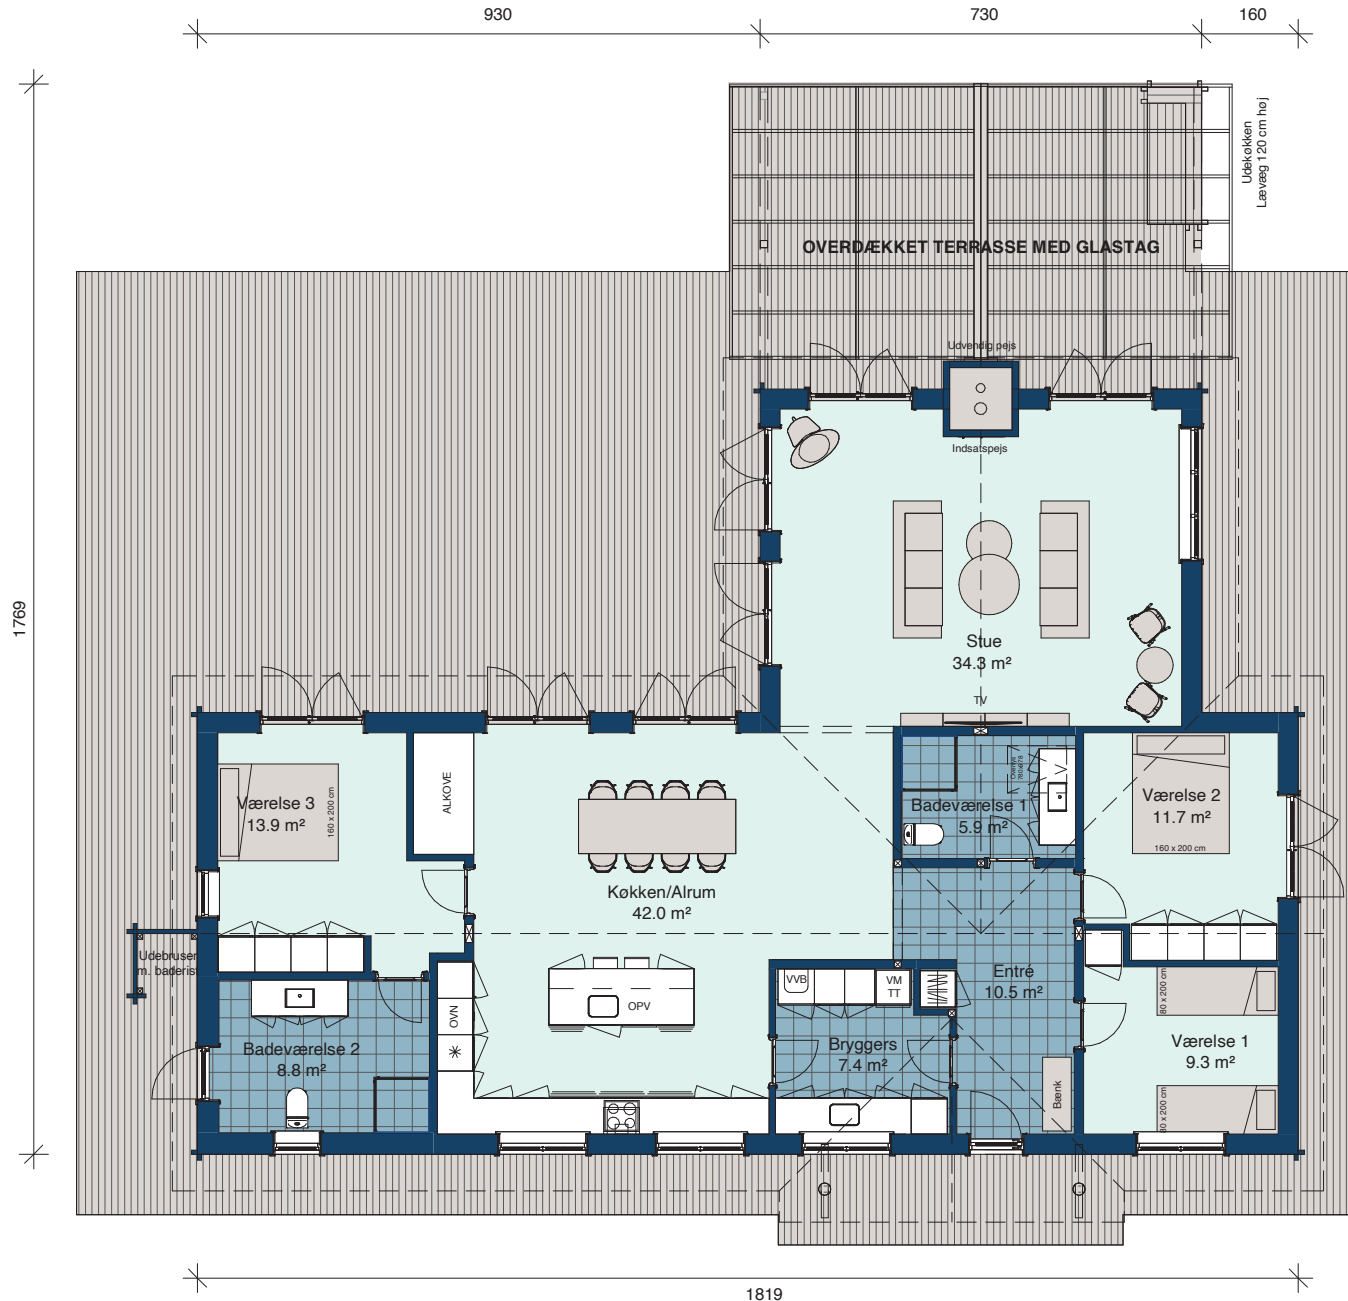 930
730
160
1769
Udekøkken
Lævæg 120 cm høj
OVERDÆKKET TERRASSE MED GLASTAG
Udvendig pejs
Indsatspejs
Stue
34.3 m²
TV
ALKOVE
Værelse 3
13.9 m²
160 x 200 cm
Køkken/Alrum
42.0 m²
Badeværelse 1
5.9 m²
Værelse 2
11.7 m²
160 x 200 cm
Udebruser
m. baderist
Entré
10.5 m²
VVB
VM
TT
OPV
OVN
Badeværelse 2
8.8 m²
Bryggers
7.4 m²
Bænk
Værelse 1
9.3 m²
80 x 200 cm
80 x 200 cm
1819